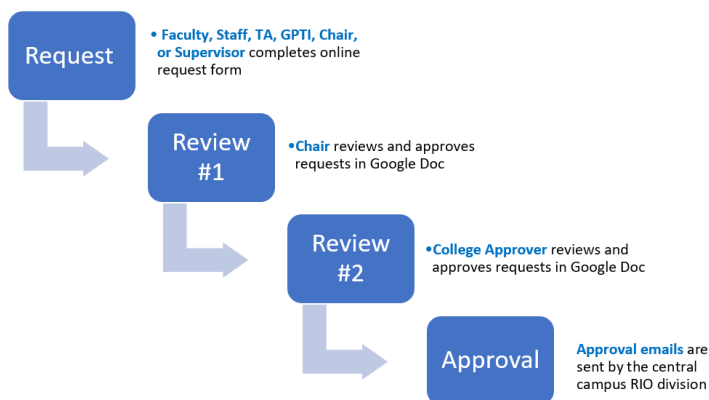 Request
• Faculty, Staff, TA, GPTI, Chair,
or Supervisor completes online
request form
Review
#1
•Chair reviews and approves
requests in Google Doc
Review
#2
•College Approver reviews and
approves requests in Google Doc
Approval
Approval emails are
sent by the central
campus RIO division